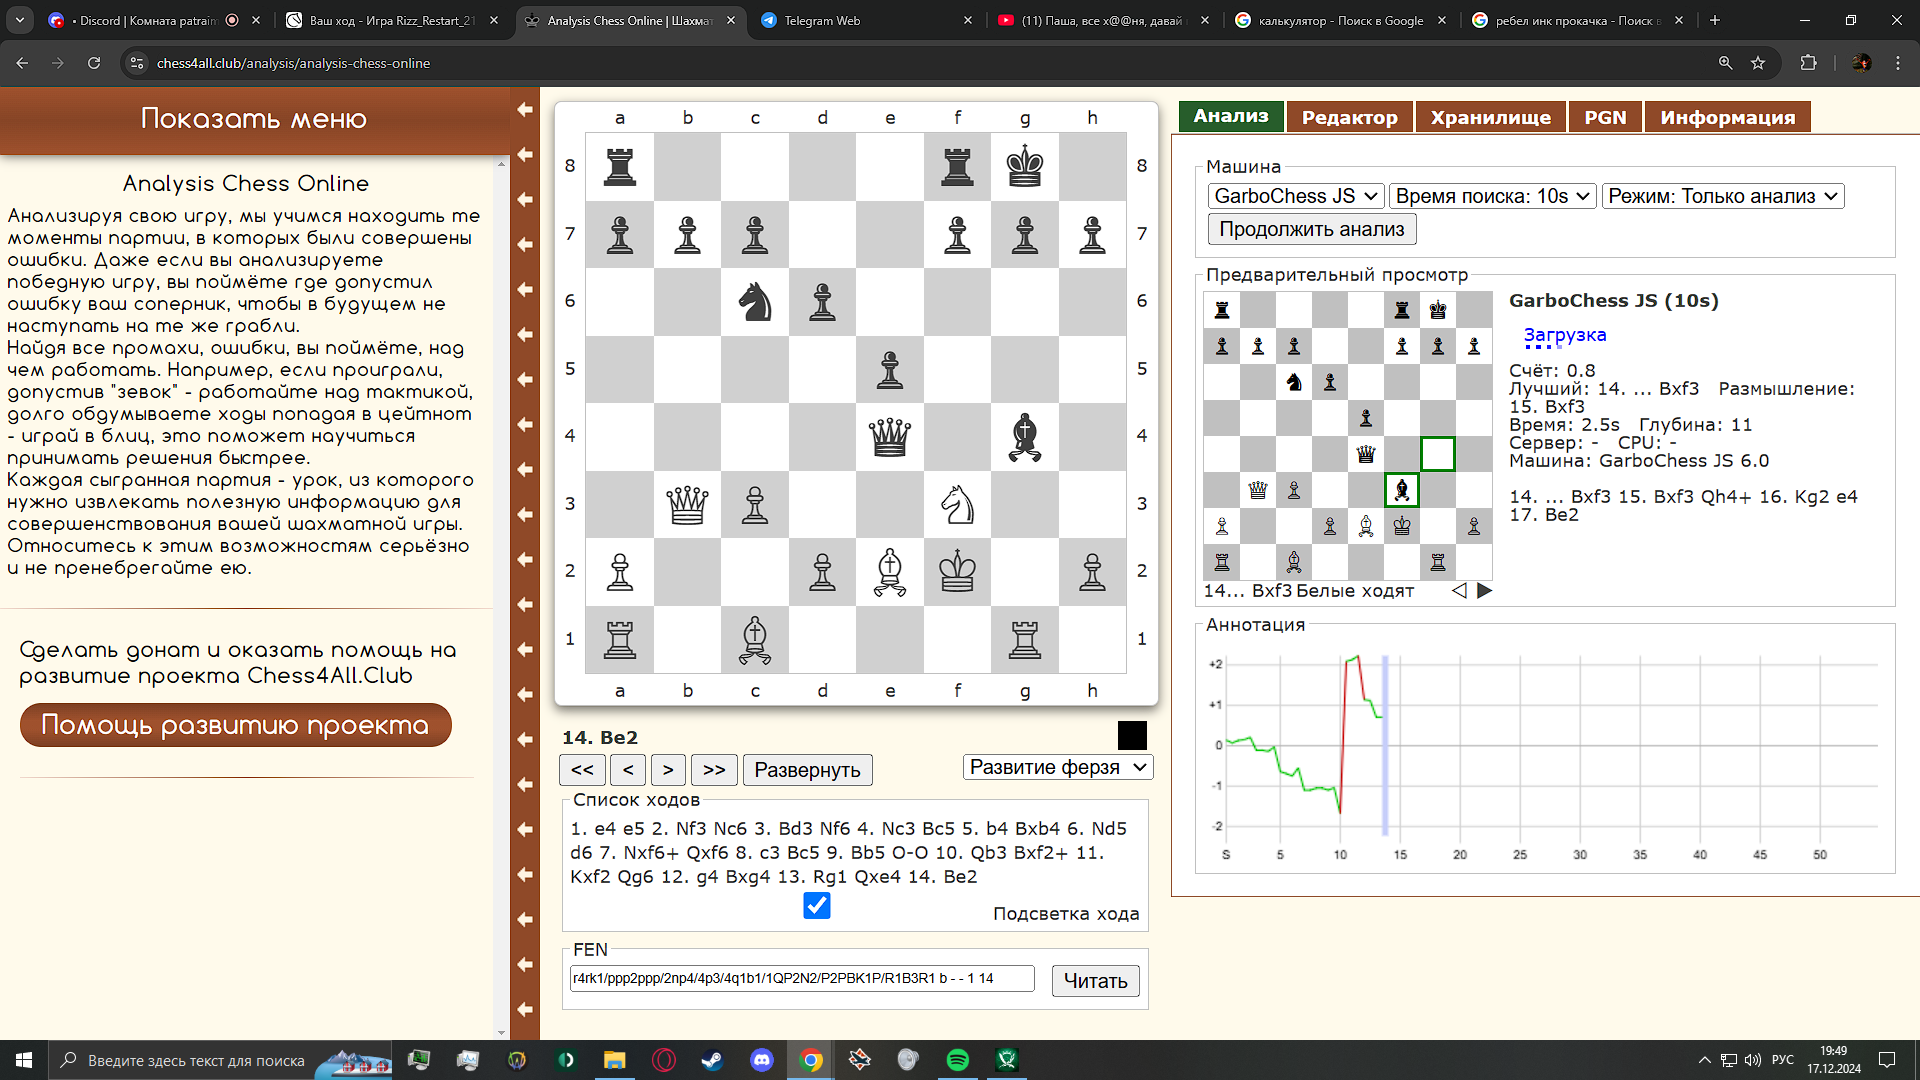 • Discord | Комната patraim
Ваш ход - Игра Rizz_Restart_21
Analysis Chess Online | Шахмат
Telegram Web
(11) Паша, все х@@ня, давай
калькулятор - Поиск в Google
ребел инк прокачка - Поиск в
chess4all.club/analysis/analysis-chess-online
Показать меню
Analysis Chess Online
Анализируя свою игру, мы учимся находить те
моменты партии, в которых были совершены
ошибки. Даже если вы анализируете
победную игру, вы поймёте где допустил
ошибку ваш соперник, чтобы в будущем не
наступать на те же грабли.
Найдя все промахи, ошибки, вы поймёте, над
чем работать. Например, если проиграли,
допустив "зевок" - работайте над тактикой,
долго обдумываете ходы попадая в цейтнот
- играй в блиц, это поможет научиться
принимать решения быстрее.
Каждая сыгранная партия - урок, из которого
нужно извлекать полезную информацию для
совершенствования вашей шахматной игры.
Относитесь к этим возможностям серьёзно
и не пренебрегайте ею.
Сделать донат и оказать помощь на
развитие проекта Chess4All.Club
Помощь развитию проекта
a b c d e f g h
8 8
7 7
6 6
5 5
4 4
3 3
2 2
1 1
a b c d e f g h
14. Be2
<< < > >> Развернуть Развитие ферзя
Список ходов
1. e4 e5 2. Nf3 Nc6 3. Bd3 Nf6 4. Nc3 Bc5 5. b4 Bxb4 6. Nd5
d6 7. Nxf6+ Qxf6 8. c3 Bc5 9. Bb5 O-O 10. Qb3 Bxf2+ 11.
Kxf2 Qg6 12. g4 Bxg4 13. Rg1 Qxe4 14. Be2
Подсветка хода
FEN
r4rk1/ppp2ppp/2np4/4p3/4q1b1/1QP2N2/P2PBK1P/R1B3R1 b - - 1 14
Читать
Анализ Редактор Хранилище PGN Информация
Машина
GarboChess JS Время поиска: 10s Режим: Только анализ
Продолжить анализ
Предварительный просмотр
GarboChess JS (10s)
Загрузка
Счёт: 0.8
Лучший: 14. ... Bxf3 Размышление:
15. Bxf3
Время: 2.5s Глубина: 11
Сервер: - CPU: -
Машина: GarboChess JS 6.0
14. ... Bxf3 15. Bxf3 Qh4+ 16. Kg2 e4
17. Be2
14... Bxf3 Белые ходят
Аннотация
+2
+1
0
-1
-2
S 5 10 15 20 25 30 35 40 45 50
Введите здесь текст для поиска
РУС
19:49
17.12.2024